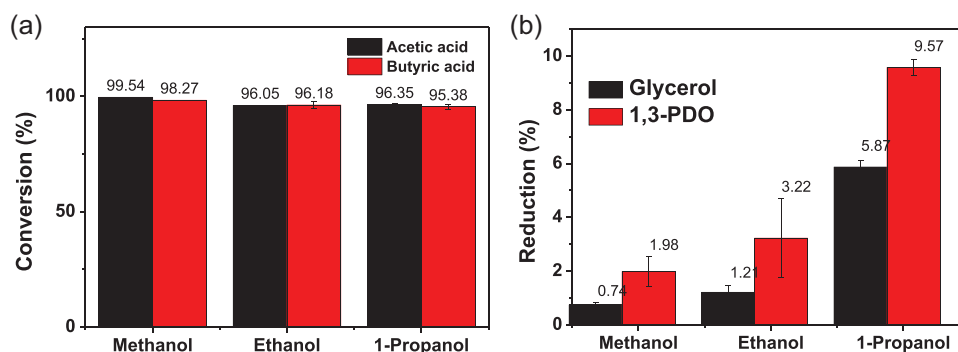 (a)
Conversion (%)
100
50
0
Acetic acid
Butyric acid
99.54 98.27
96.05 96.18
96.35 95.38
Methanol Ethanol 1-Propanol
(b)
Reduction (%)
10
8
6
4
2
0
Glycerol
1,3-PDO
0.74 1.98
1.21 3.22
5.87 9.57
Methanol Ethanol 1-Propanol